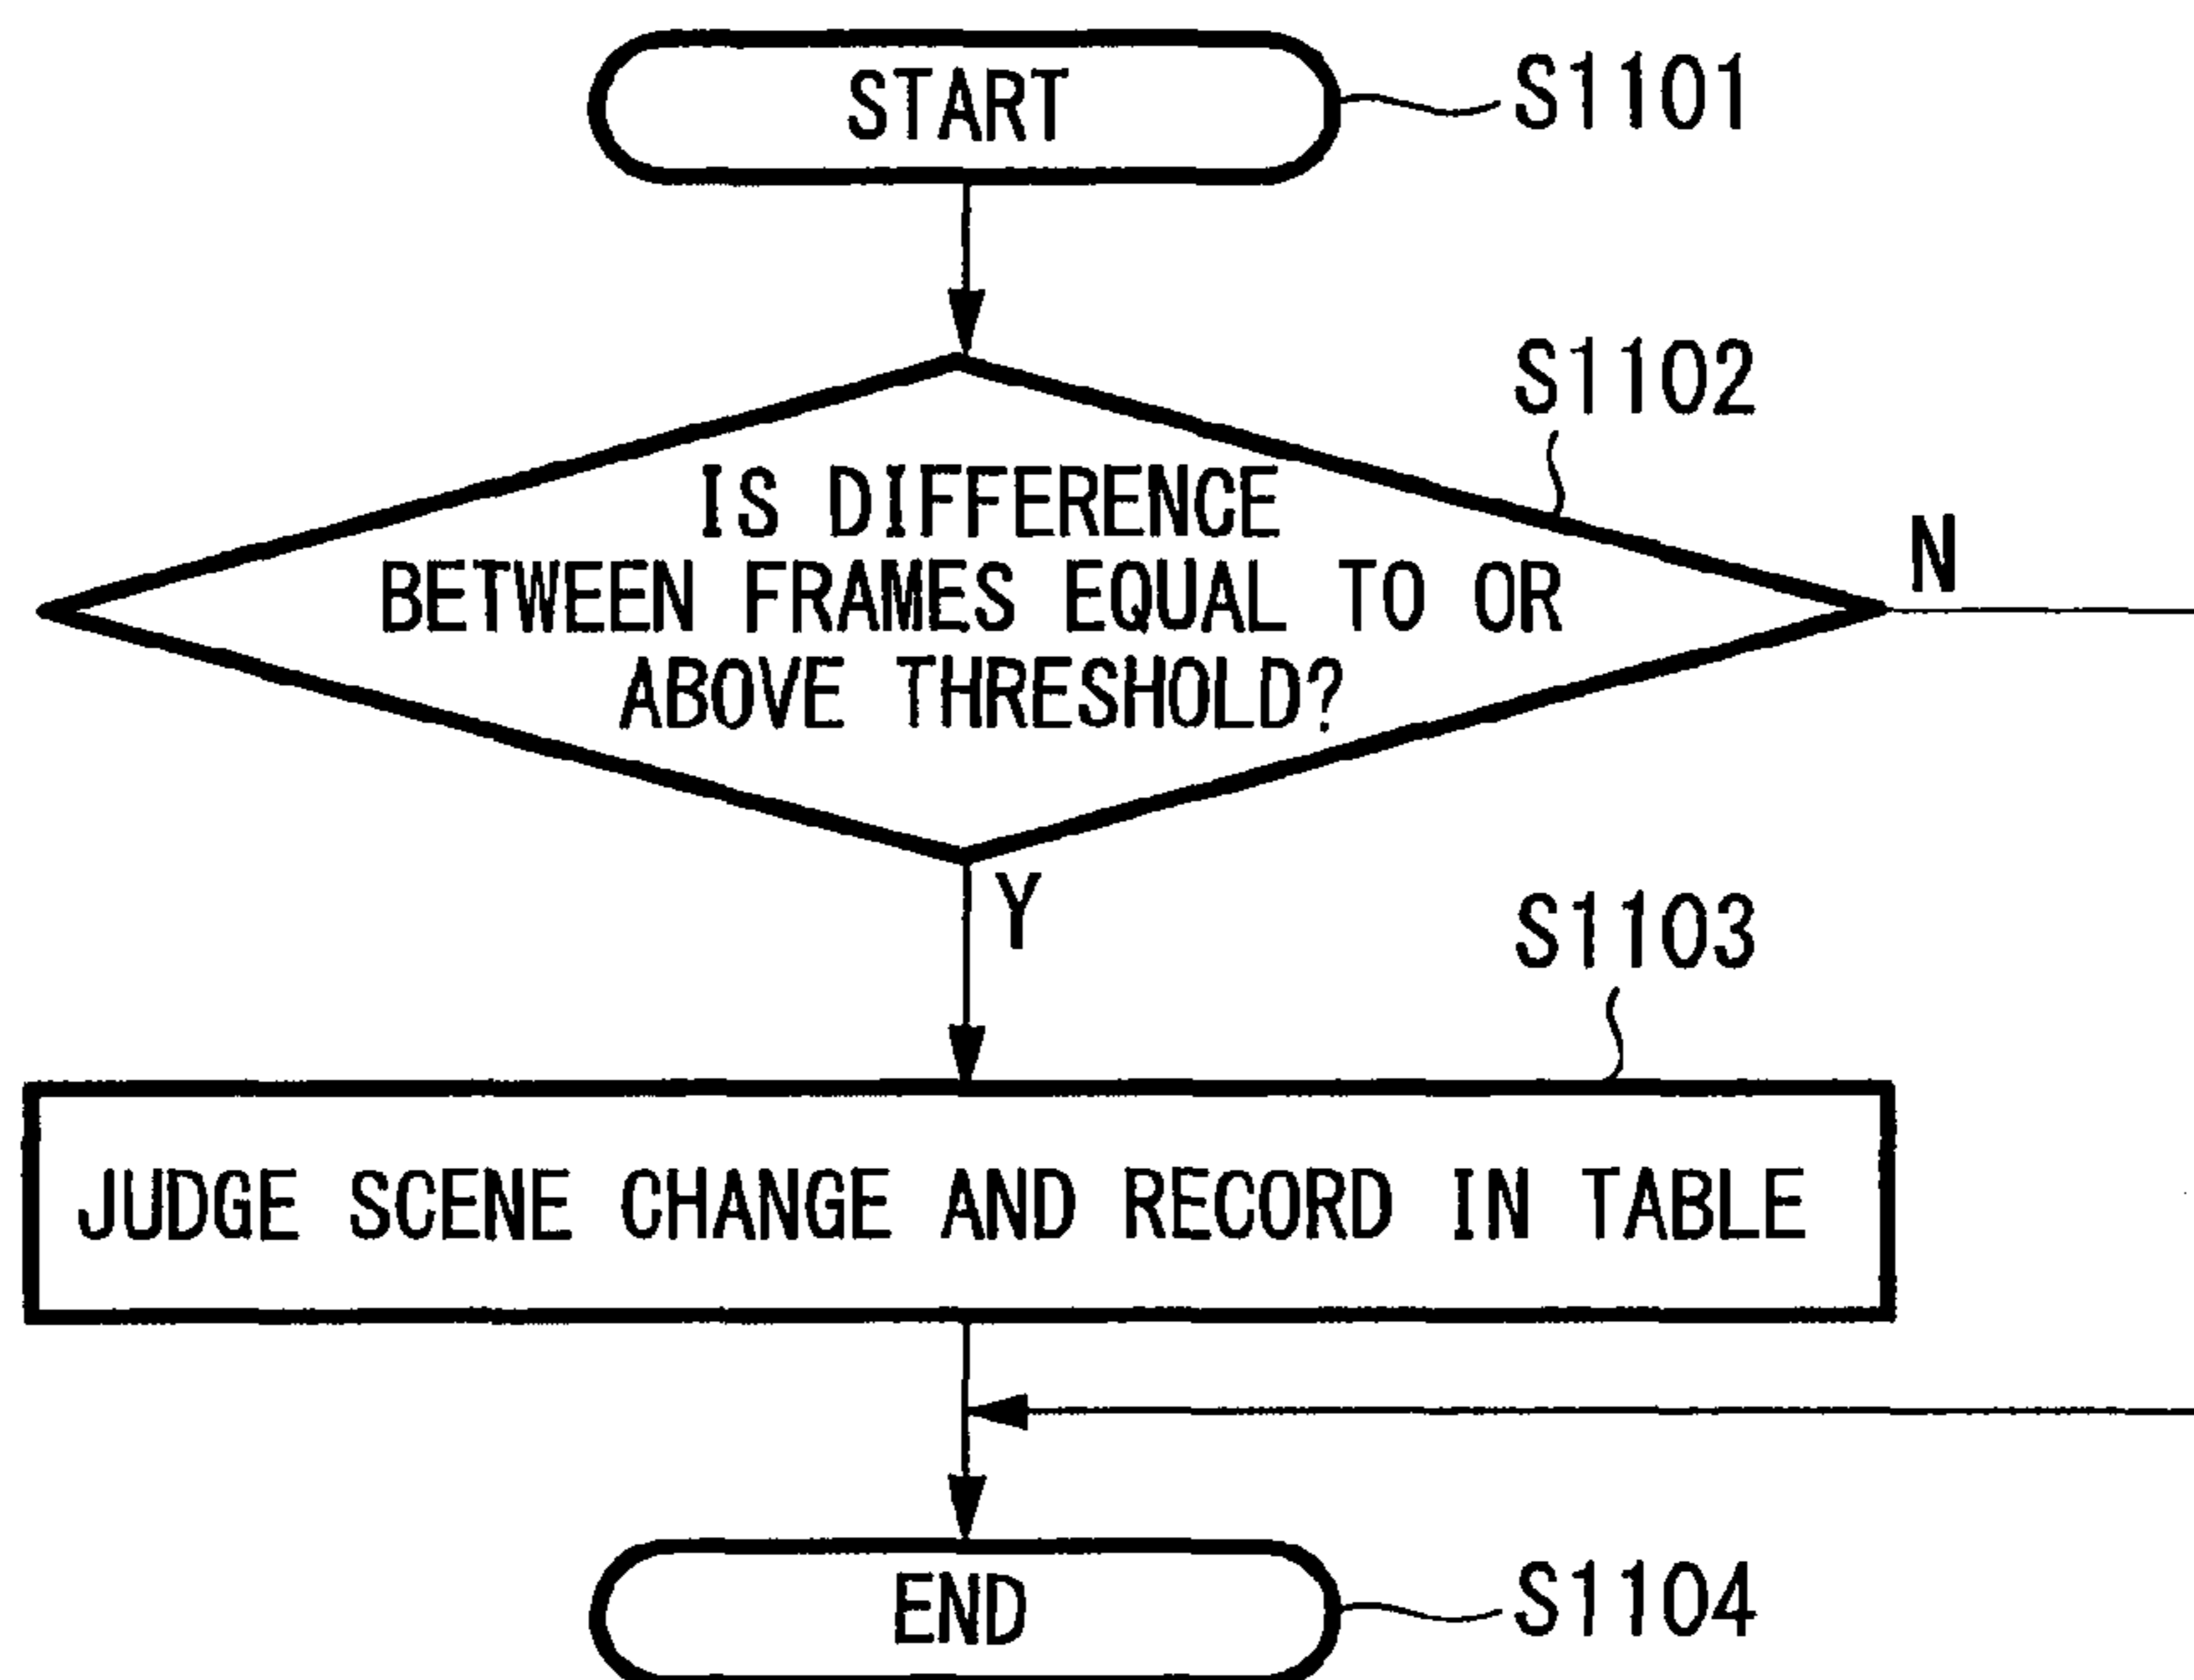 START
S1101
S1102
IS DIFFERENCE
BETWEEN FRAMES EQUAL TO OR
ABOVE THRESHOLD?
N
Y
S1103
JUDGE SCENE CHANGE AND RECORD IN TABLE
END
S1104